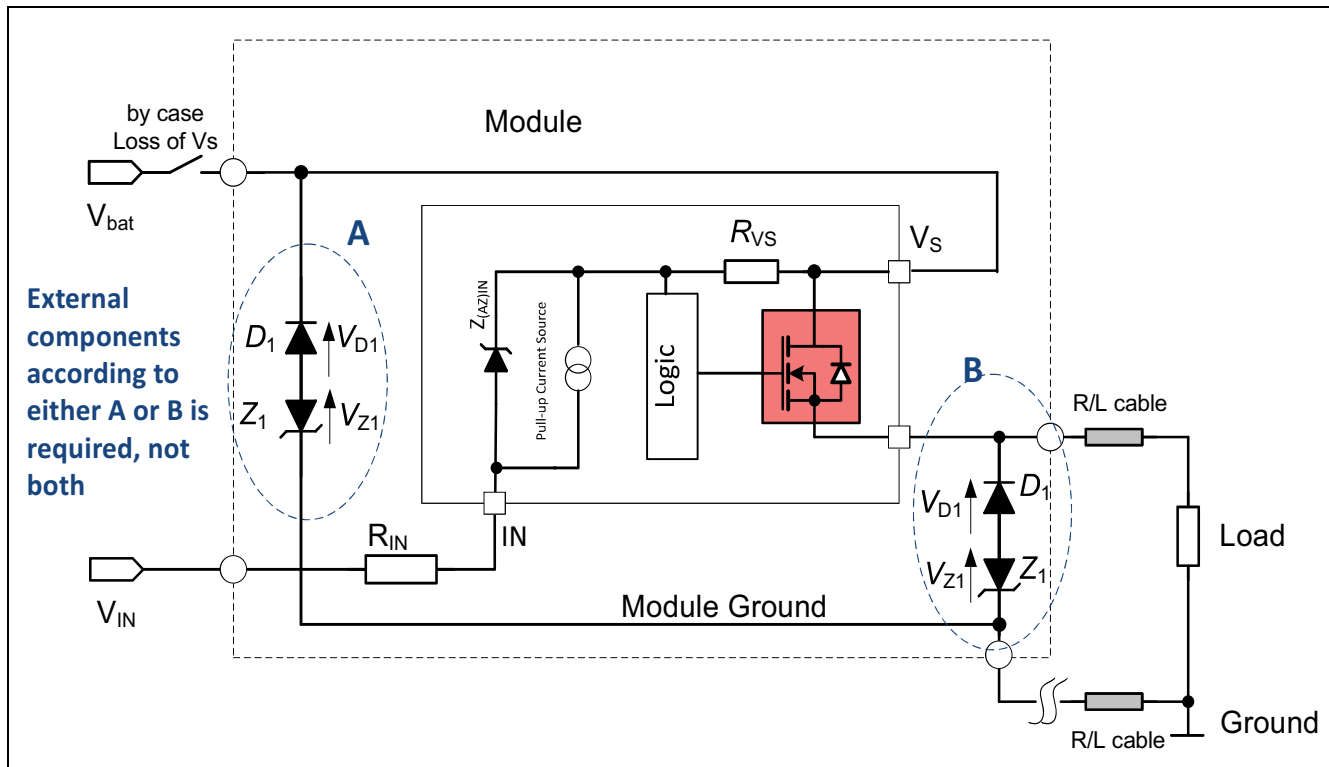 by case
Loss of Vs
Module
Vbat
A
RVS
VS
External
components
according to
either A or B is
required, not
both
D1
VD1
Z1
VZ1
Z(AZ)IN
Pull-up Current Source
Logic
B
R/L cable
VD1
D1
VZ1
Z1
Load
RIN
IN
VIN
Module Ground
Ground
R/L cable